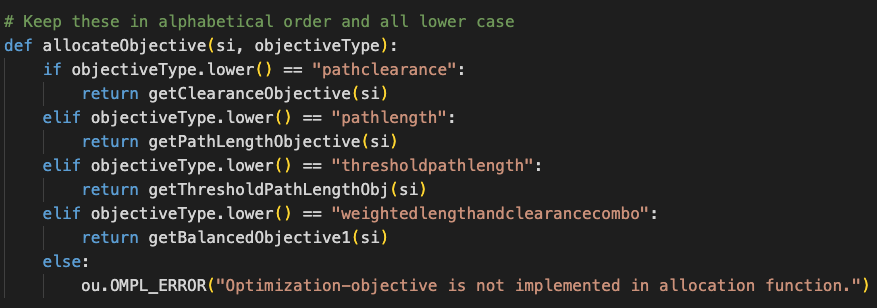 # Keep these in alphabetical order and all lower case
def allocateObjective(si, objectiveType):
    if objectiveType.lower() == "pathclearance":
        return getClearanceObjective(si)
    elif objectiveType.lower() == "pathlength":
        return getPathLengthObjective(si)
    elif objectiveType.lower() == "thresholdpathlength":
        return getThresholdPathLengthObj(si)
    elif objectiveType.lower() == "weightedlengthandclearancecombo":
        return getBalancedObjective1(si)
    else:
        ou.OMPL_ERROR("Optimization-objective is not implemented in allocation function.")